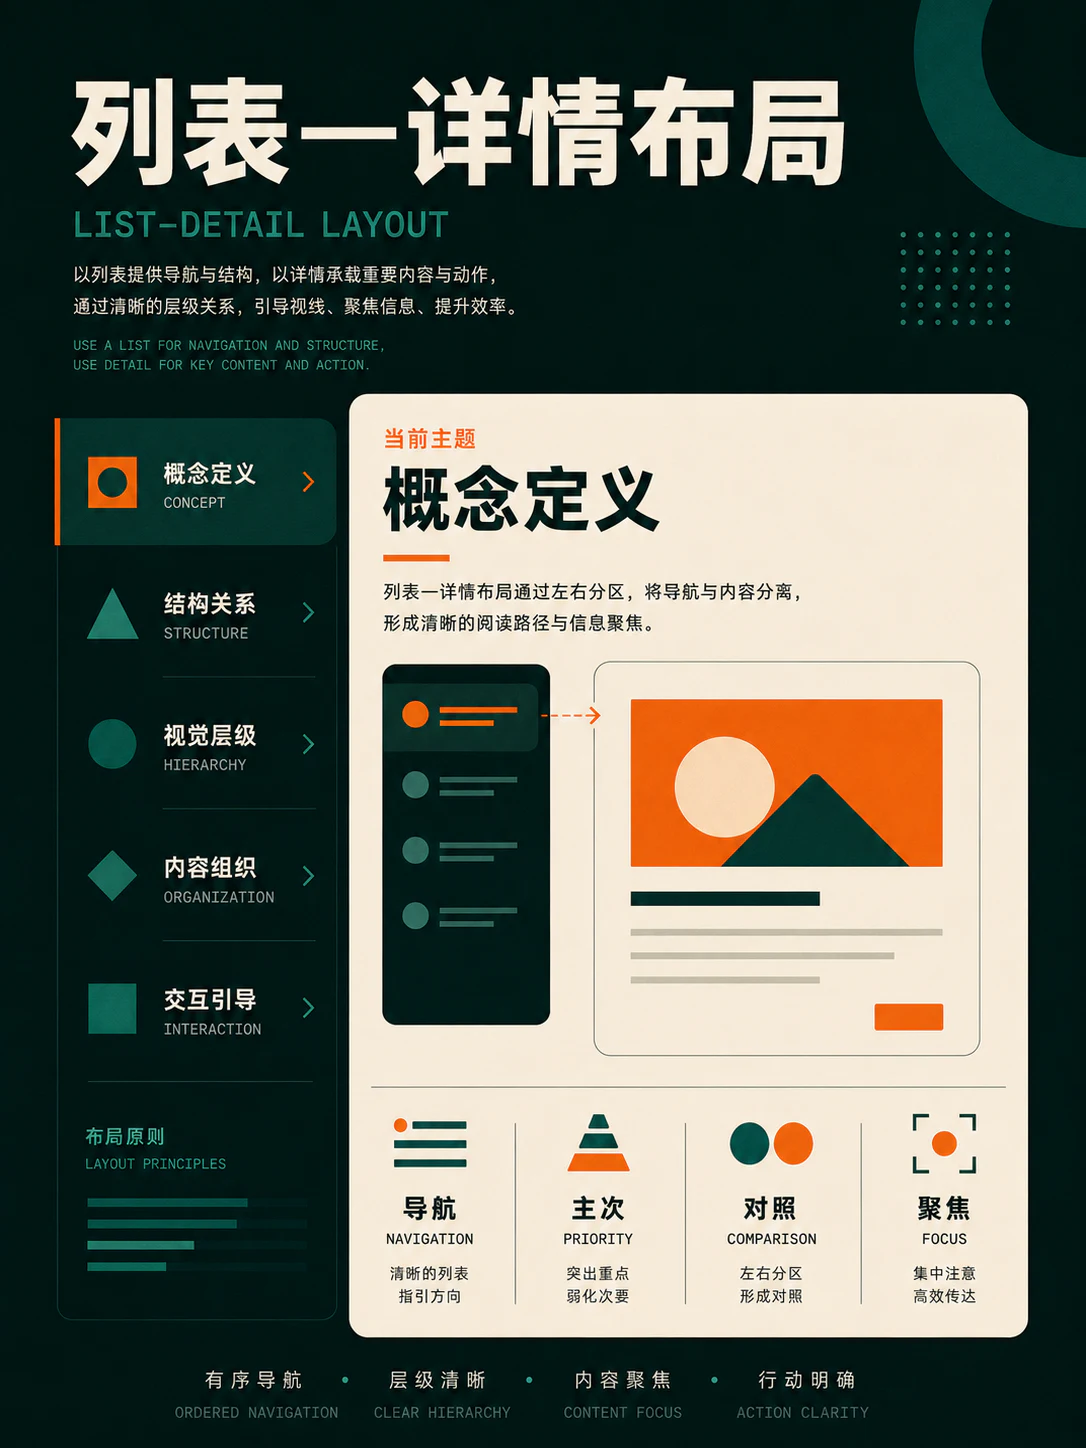 列表—详情布局
LIST–DETAIL LAYOUT
以列表提供导航与结构，以详情承载重要内容与动作，
通过清晰的层级关系，引导视线、聚焦信息、提升效率。
USE A LIST FOR NAVIGATION AND STRUCTURE,
USE DETAIL FOR KEY CONTENT AND ACTION.
概念定义
CONCEPT
结构关系
STRUCTURE
视觉层级
HIERARCHY
内容组织
ORGANIZATION
交互引导
INTERACTION
布局原则
LAYOUT PRINCIPLES
当前主题
概念定义
列表—详情布局通过左右分区，将导航与内容分离，
形成清晰的阅读路径与信息聚焦。
导航
NAVIGATION
清晰的列表
指引方向
主次
PRIORITY
突出重点
弱化次要
对照
COMPARISON
左右分区
形成对照
聚焦
FOCUS
集中注意
高效传达
有序导航 • 层级清晰 • 内容聚焦 • 行动明确
ORDERED NAVIGATION CLEAR HIERARCHY CONTENT FOCUS ACTION CLARITY